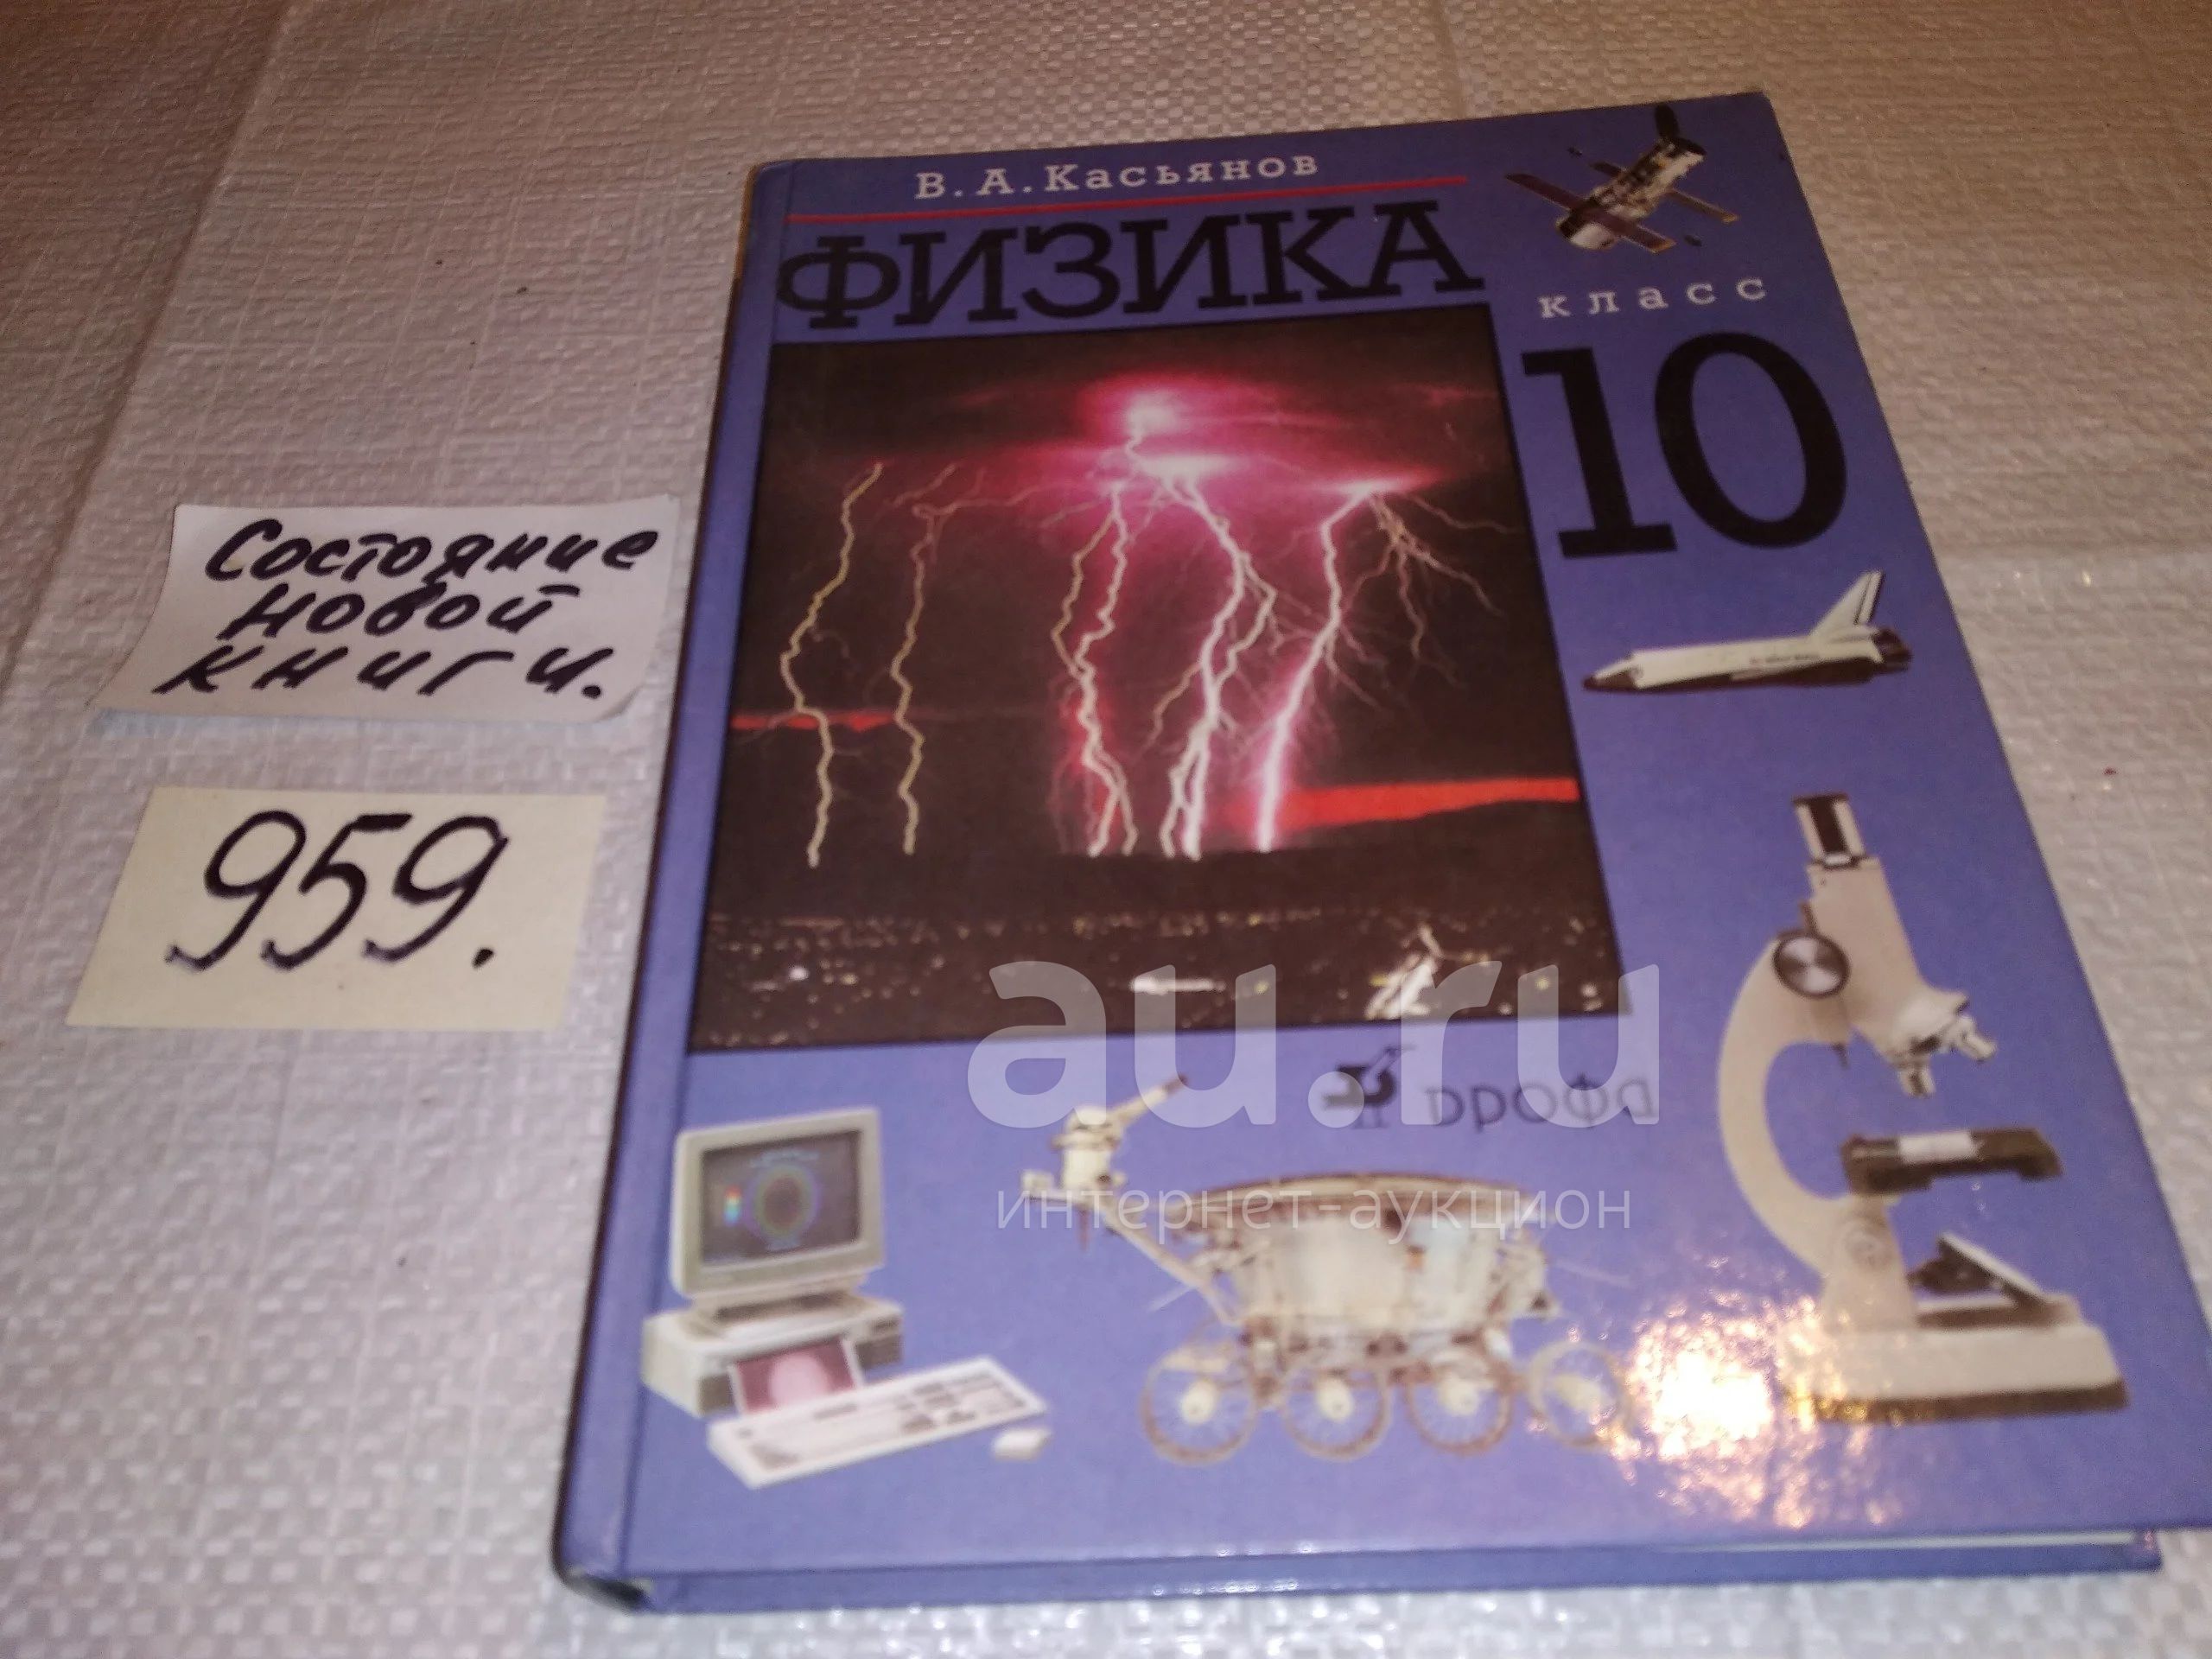 В.А.Касьянов
ФИЗИКА
класс
10
Состояние
новой
книги.
959.
au.ru
дрофа
интернет-аукцион